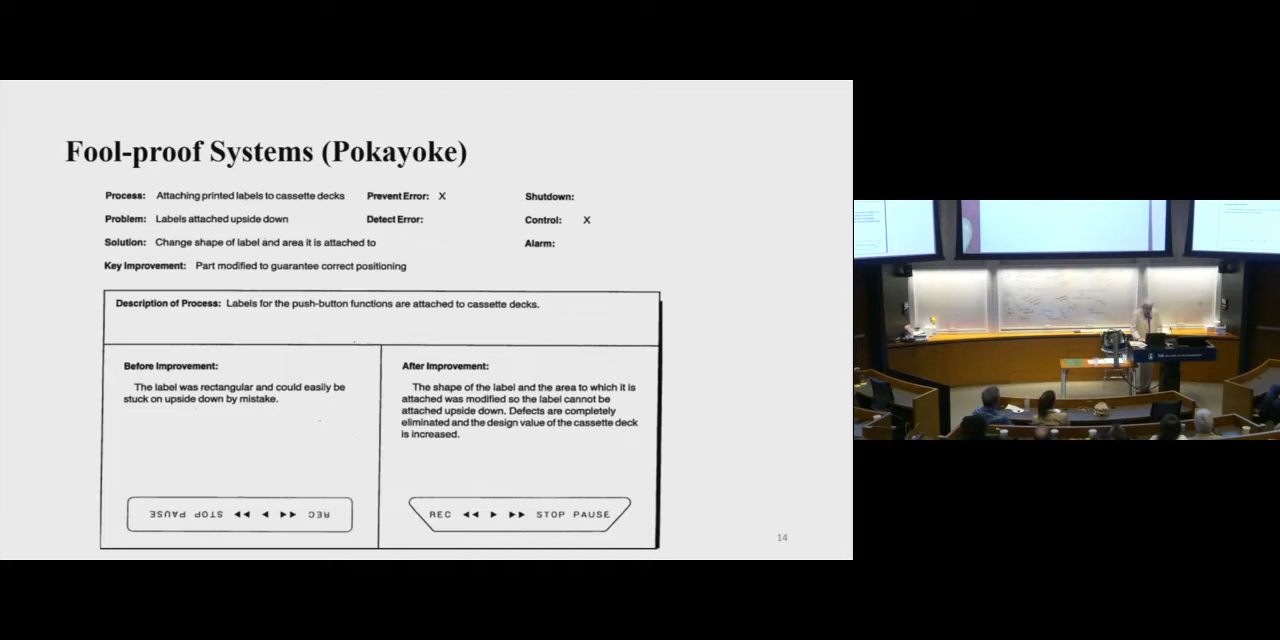 Fool-proof Systems (Pokayoke)
Process: Attaching printed labels to cassette decks Prevent Error: X Shutdown:
Problem: Labels attached upside down Detect Error: Control: X
Solution: Change shape of label and area it is attached to Alarm:
Key Improvement: Part modified to guarantee correct positioning
Description of Process: Labels for the push-button functions are attached to cassette decks.
Before Improvement:
The label was rectangular and could easily be
stuck on upside down by mistake.
REC ◀◀ ▶ ▶▶ STOP PAUSE
After Improvement:
The shape of the label and the area to which it is
attached was modified so the label cannot be
attached upside down. Defects are completely
eliminated and the design value of the cassette deck
is increased.
REC ◀◀ ▶ ▶▶ STOP PAUSE
14